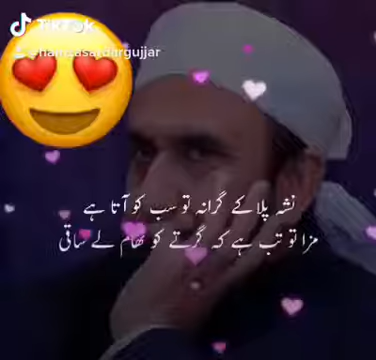 TikTok
نشہ پلا کے گرانہ تو سب کو آتا ہے
مزا تو تب ہے کہ گرتے کو تھام لے ساقی